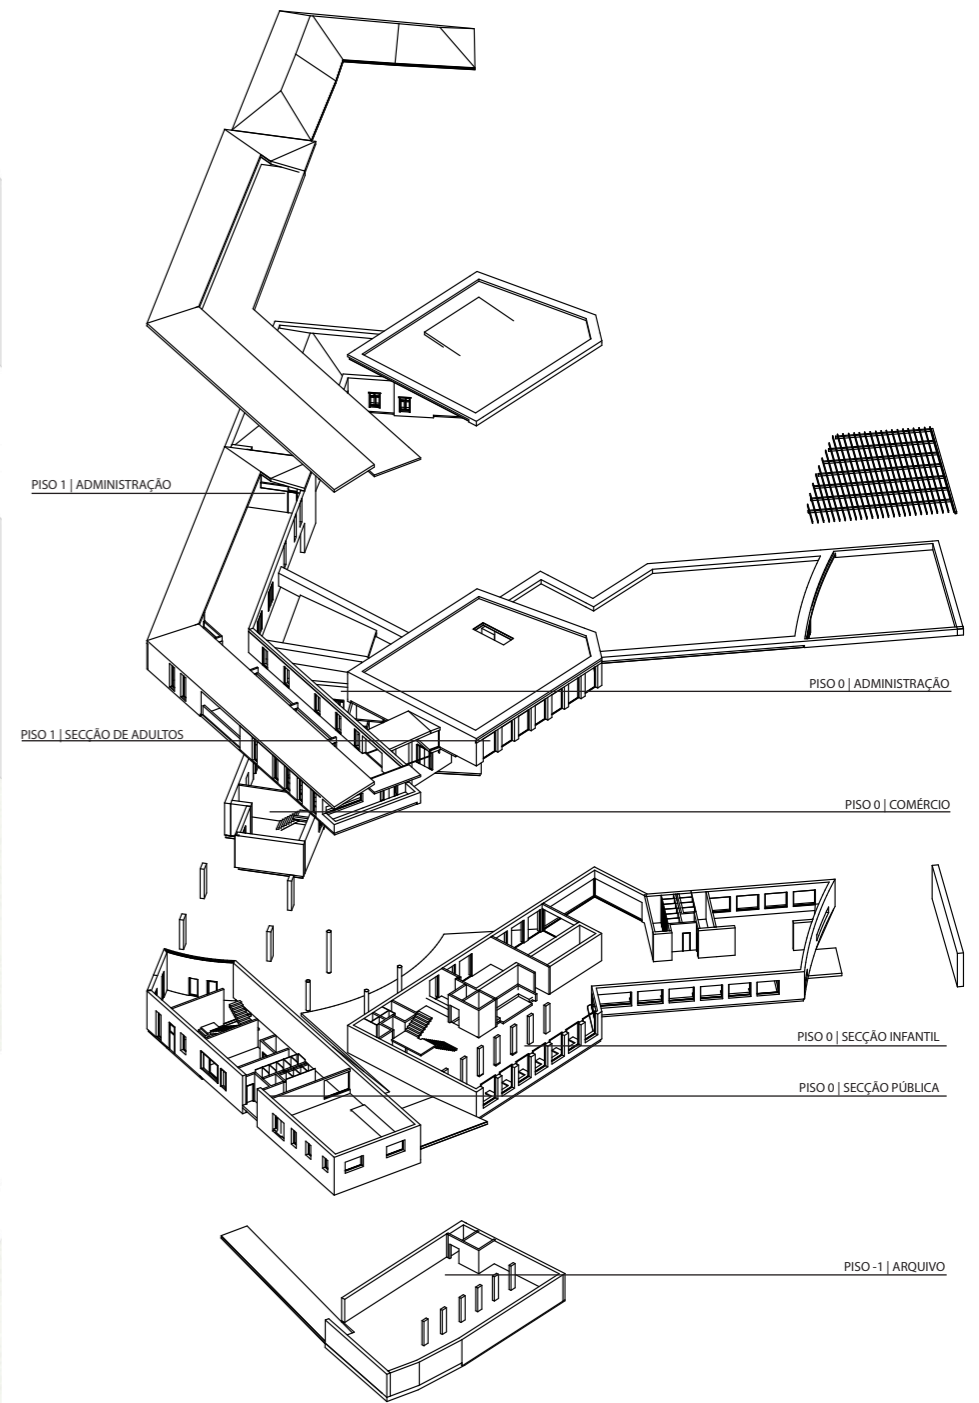 PISO 1 | ADMINISTRAÇÃO
PISO 0 | ADMINISTRAÇÃO
PISO 1 | SECÇÃO DE ADULTOS
PISO 0 | COMÉRCIO
PISO 0 | SECÇÃO INFANTIL
PISO 0 | SECÇÃO PÚBLICA
PISO -1 | ARQUIVO